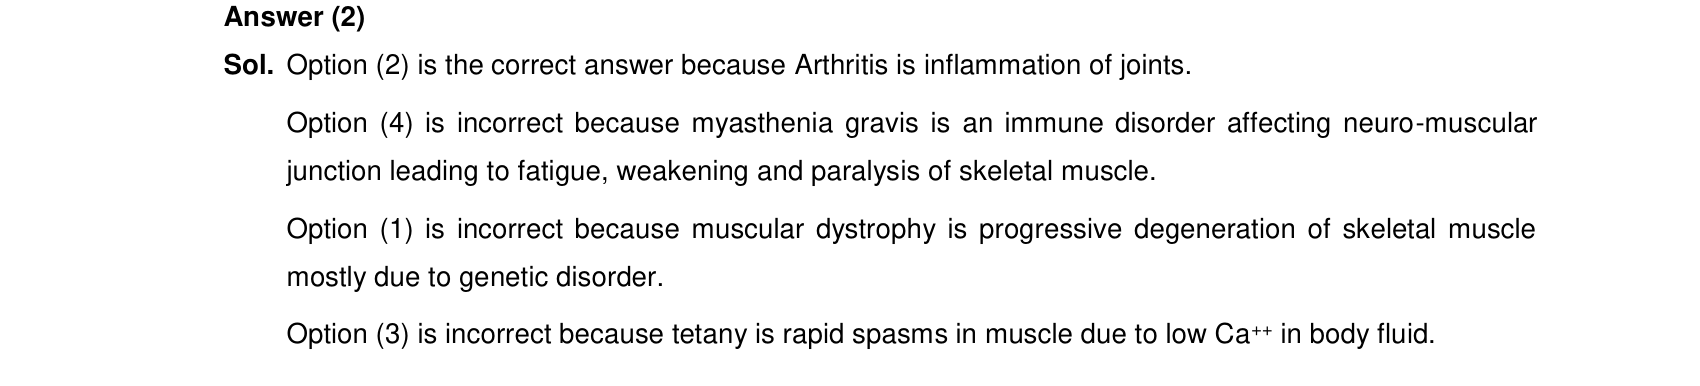 Answer (2)
Sol. Option (2) is the correct answer because Arthritis is inflammation of joints.
Option (4) is incorrect because myasthenia gravis is an immune disorder affecting neuro-muscular
junction leading to fatigue, weakening and paralysis of skeletal muscle.
Option (1) is incorrect because muscular dystrophy is progressive degeneration of skeletal muscle
mostly due to genetic disorder.
Option (3) is incorrect because tetany is rapid spasms in muscle due to low Ca⁺⁺ in body fluid.